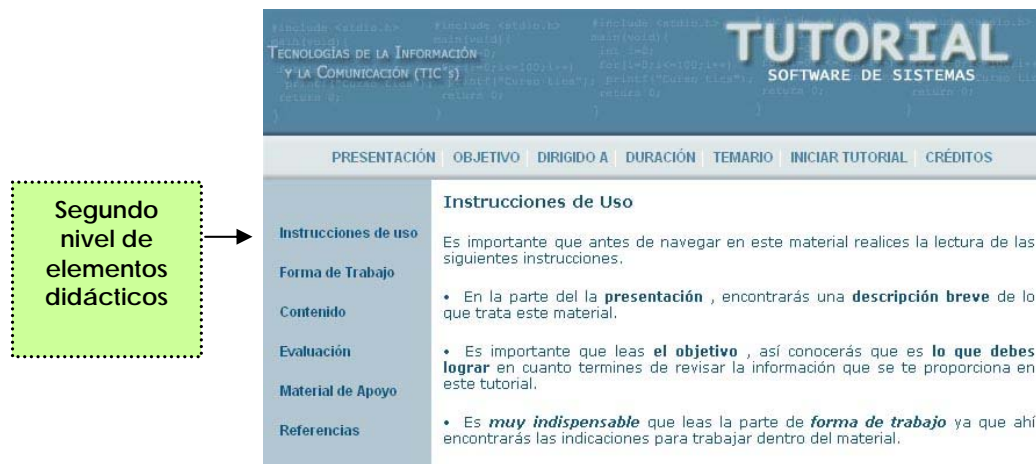 TECNOLOGÍAS DE LA INFORMACIÓN
Y LA COMUNICACIÓN (TIC´s)
TUTORIAL
SOFTWARE DE SISTEMAS
PRESENTACIÓN OBJETIVO DIRIGIDO A DURACIÓN TEMARIO INICIAR TUTORIAL CRÉDITOS
Segundo
nivel de
elementos
didácticos
Instrucciones de uso
Forma de Trabajo
Contenido
Evaluación
Material de Apoyo
Referencias
Instrucciones de Uso
Es importante que antes de navegar en este material realices la lectura de las
siguientes instrucciones.
• En la parte del la presentación , encontrarás una descripción breve de lo
que trata este material.
• Es importante que leas el objetivo , así conocerás que es lo que debes
lograr en cuanto termines de revisar la información que se te proporciona en
este tutorial.
• Es muy indispensable que leas la parte de forma de trabajo ya que ahí
encontrarás las indicaciones para trabajar dentro del material.